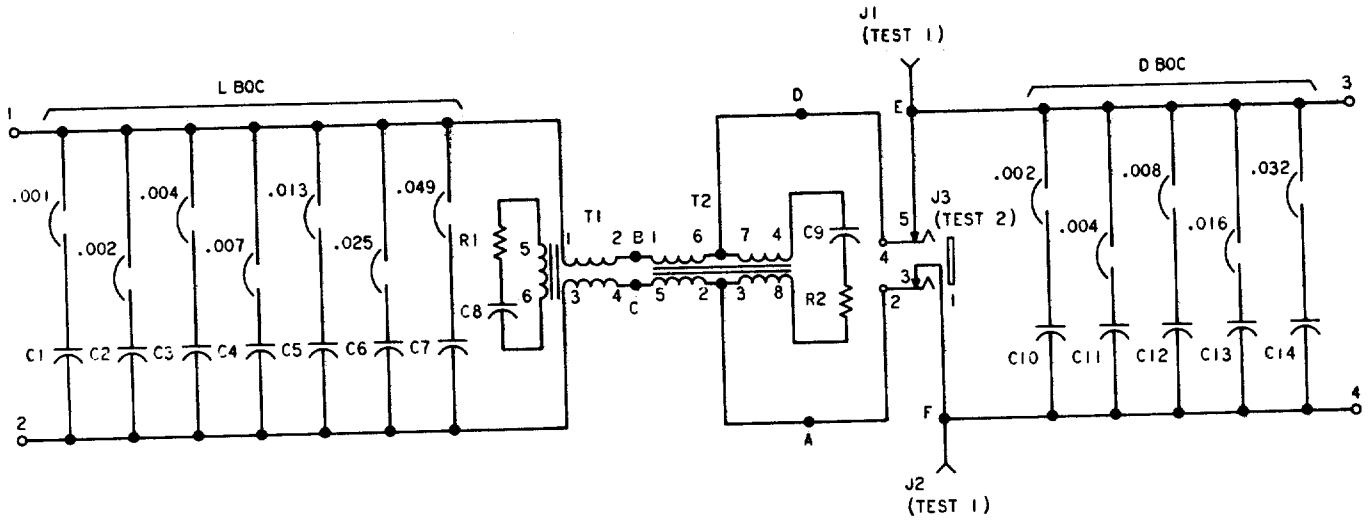 J1
(TEST 1)
L BOC
D BOC
1
3
D
E
.001
.004
.013
.049
.002
.008
.032
.002
.007
.025
.004
.016
R1
5
6
C8
T1
1
2
B
3
4
C
T2
1
6
7
4
5
2
3
8
C9
R2
5
4
J3
(TEST 2)
3
2
1
C1
C2
C3
C4
C5
C6
C7
C10
C11
C12
C13
C14
2
A
F
4
J2
(TEST 1)